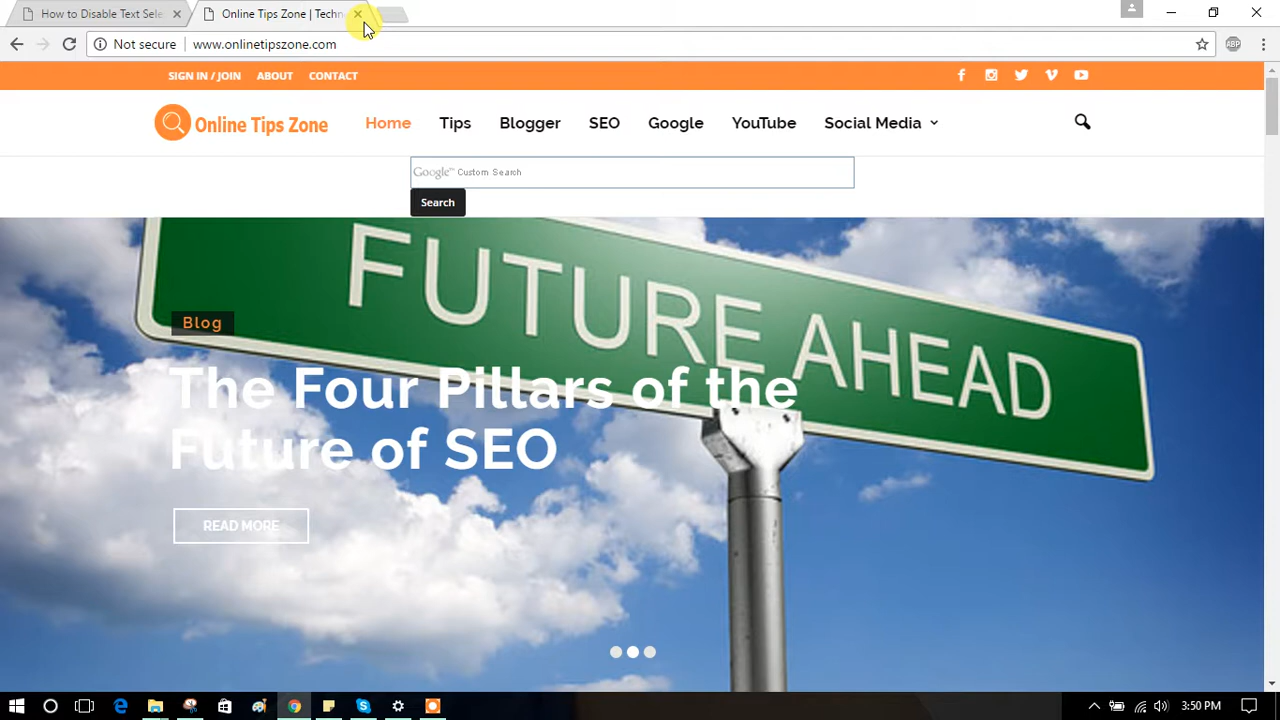 How to Disable Text Sele
Online Tips Zone | Techn
Not secure
www.onlinetipszone.com
ABP
SIGN IN / JOIN ABOUT CONTACT
Online Tips Zone
Home Tips Blogger SEO Google YouTube Social Media
Google™ Custom Search
Search
FUTURE AHEAD
Blog
The Four Pillars of the
Future of SEO
READ MORE
3:50 PM